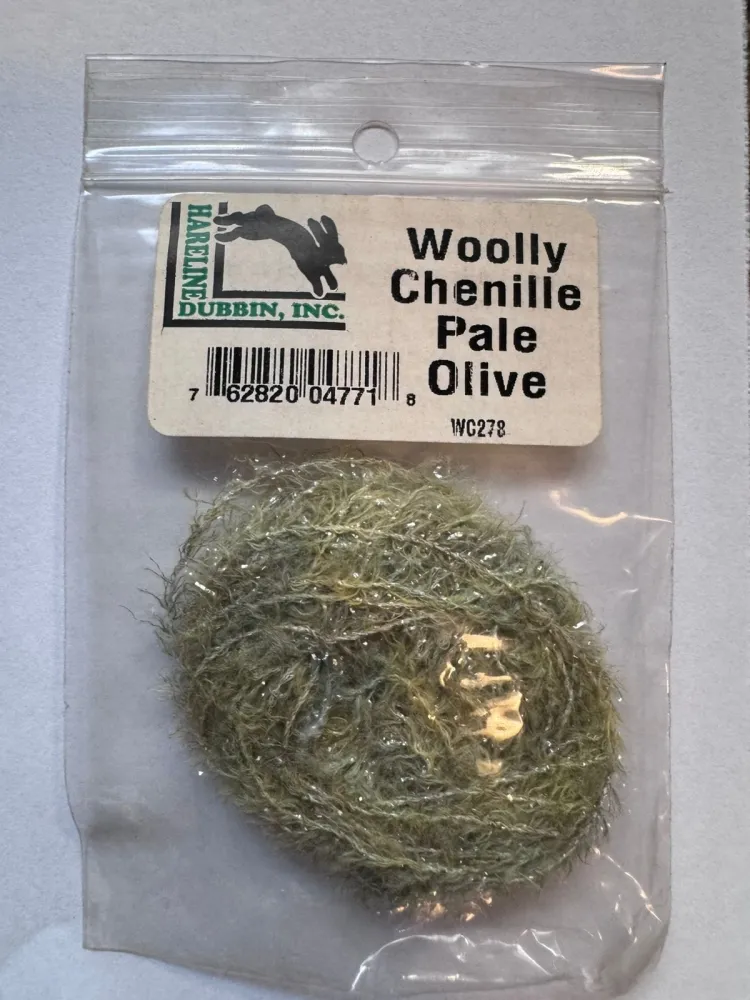 HARELINE
DUBBIN, INC.
Woolly
Chenille
Pale
Olive
7 62820 04771 8
WC278